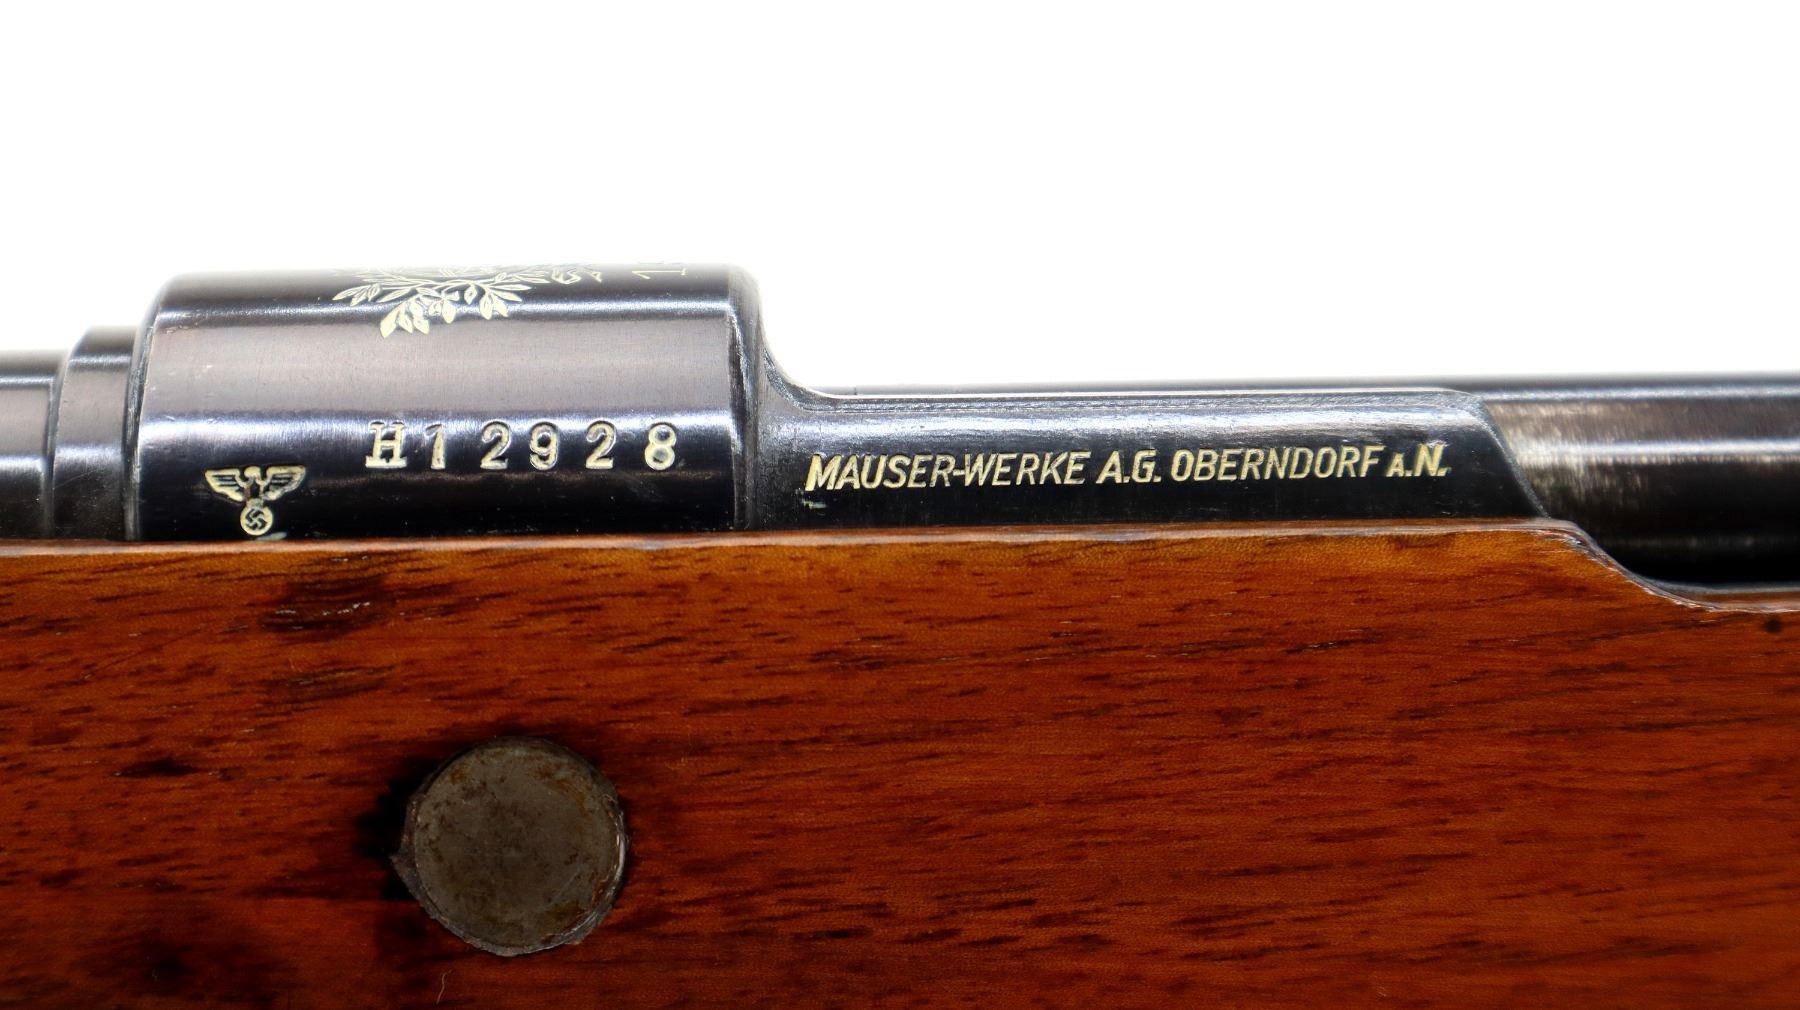 H12928
MAUSER-WERKE A.G. OBERNDORF A.N.